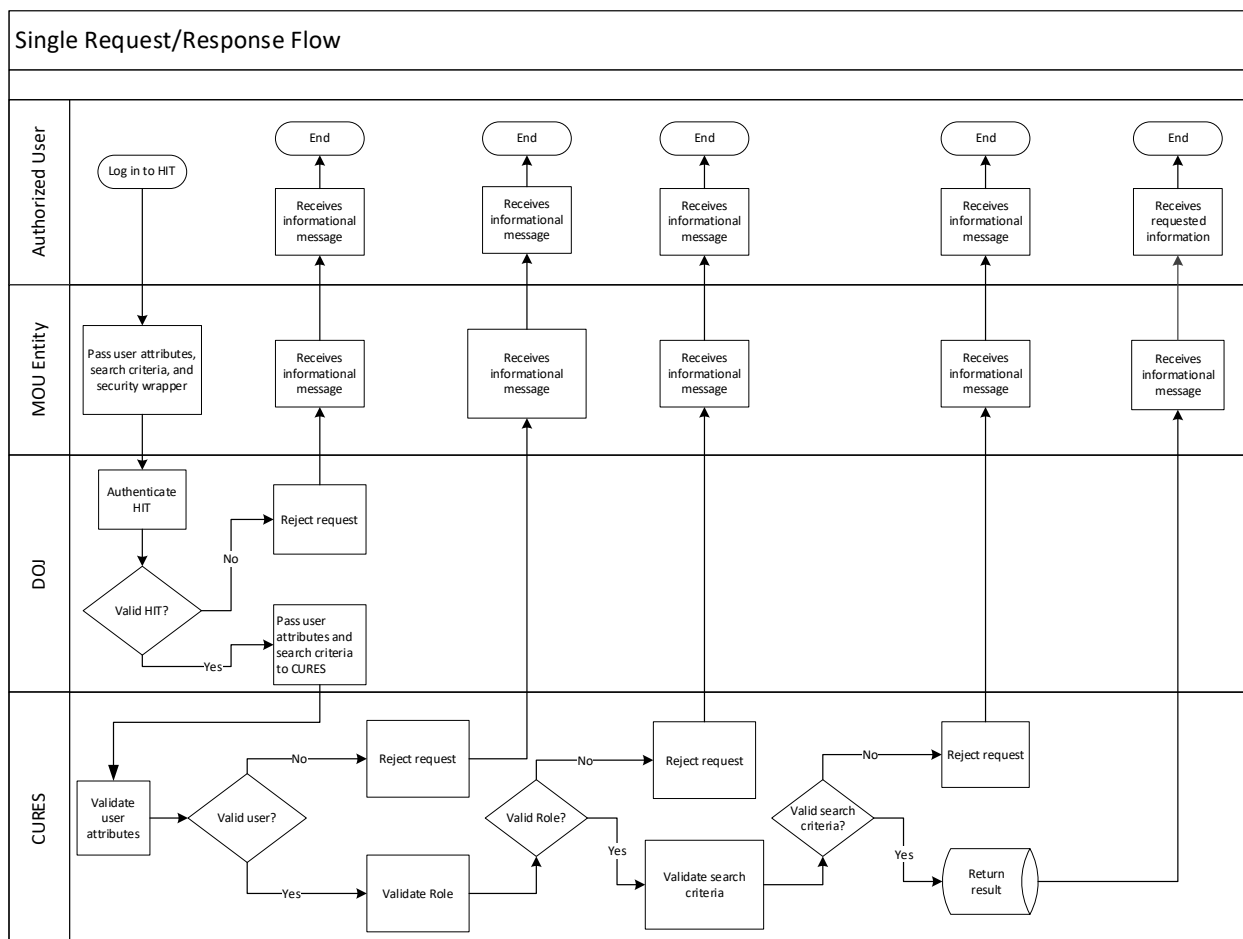 Single Request/Response Flow
Authorized User
Log in to HIT
End
End
End
End
End
Receives
informational
message
Receives
informational
message
Receives
informational
message
Receives
informational
message
Receives
requested
information
MOU Entity
Pass user attributes,
search criteria, and
security wrapper
Receives
informational
message
Receives
informational
message
Receives
informational
message
Receives
informational
message
Receives
informational
message
DOJ
Authenticate
HIT
Reject request
No
Valid HIT?
Pass user
attributes and
search criteria
to CURES
Yes
CURES
Validate
user
attributes
Valid user?
No
Reject request
Yes
Validate Role
Valid Role?
No
Reject request
Yes
Validate search
criteria
Valid search
criteria?
No
Reject request
Yes
Return
result